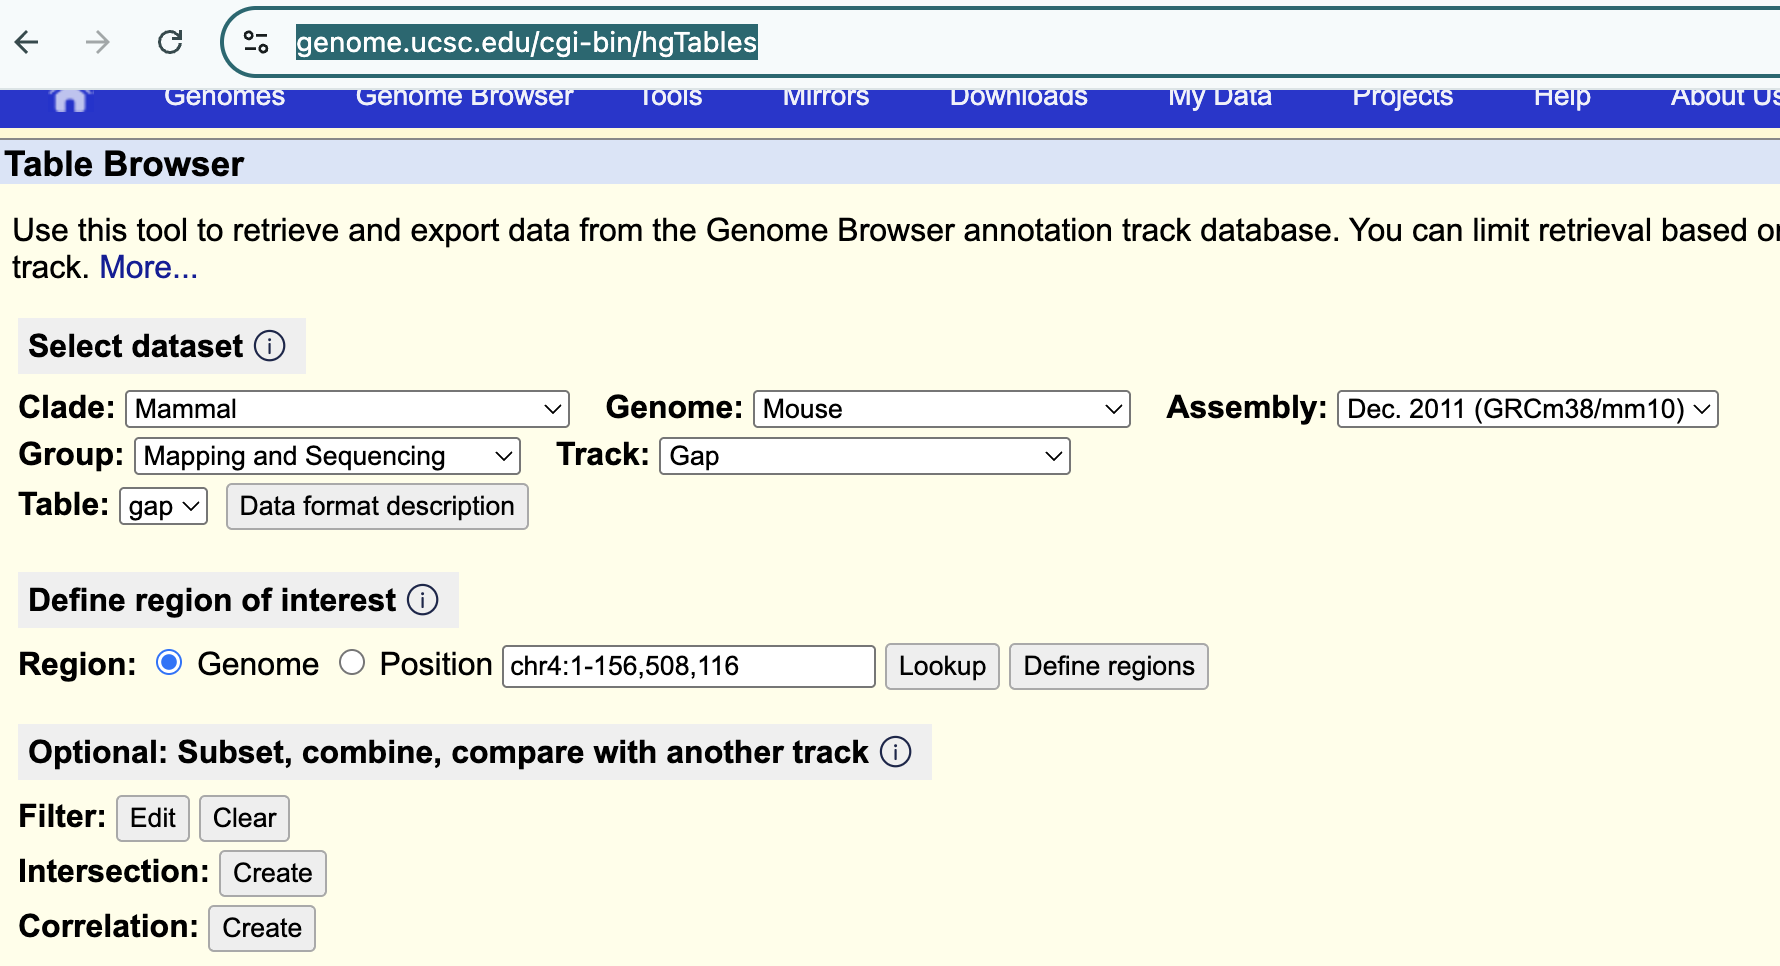 genome.ucsc.edu/cgi-bin/hgTables
Genomes Genome Browser Tools Mirrors Downloads My Data Projects Help About Us
Table Browser
Use this tool to retrieve and export data from the Genome Browser annotation track database. You can limit retrieval based on
track. More...
Select dataset
Clade: Mammal Genome: Mouse Assembly: Dec. 2011 (GRCm38/mm10)
Group: Mapping and Sequencing Track: Gap
Table: gap Data format description
Define region of interest
Region: Genome Position chr4:1-156,508,116 Lookup Define regions
Optional: Subset, combine, compare with another track
Filter: Edit Clear
Intersection: Create
Correlation: Create